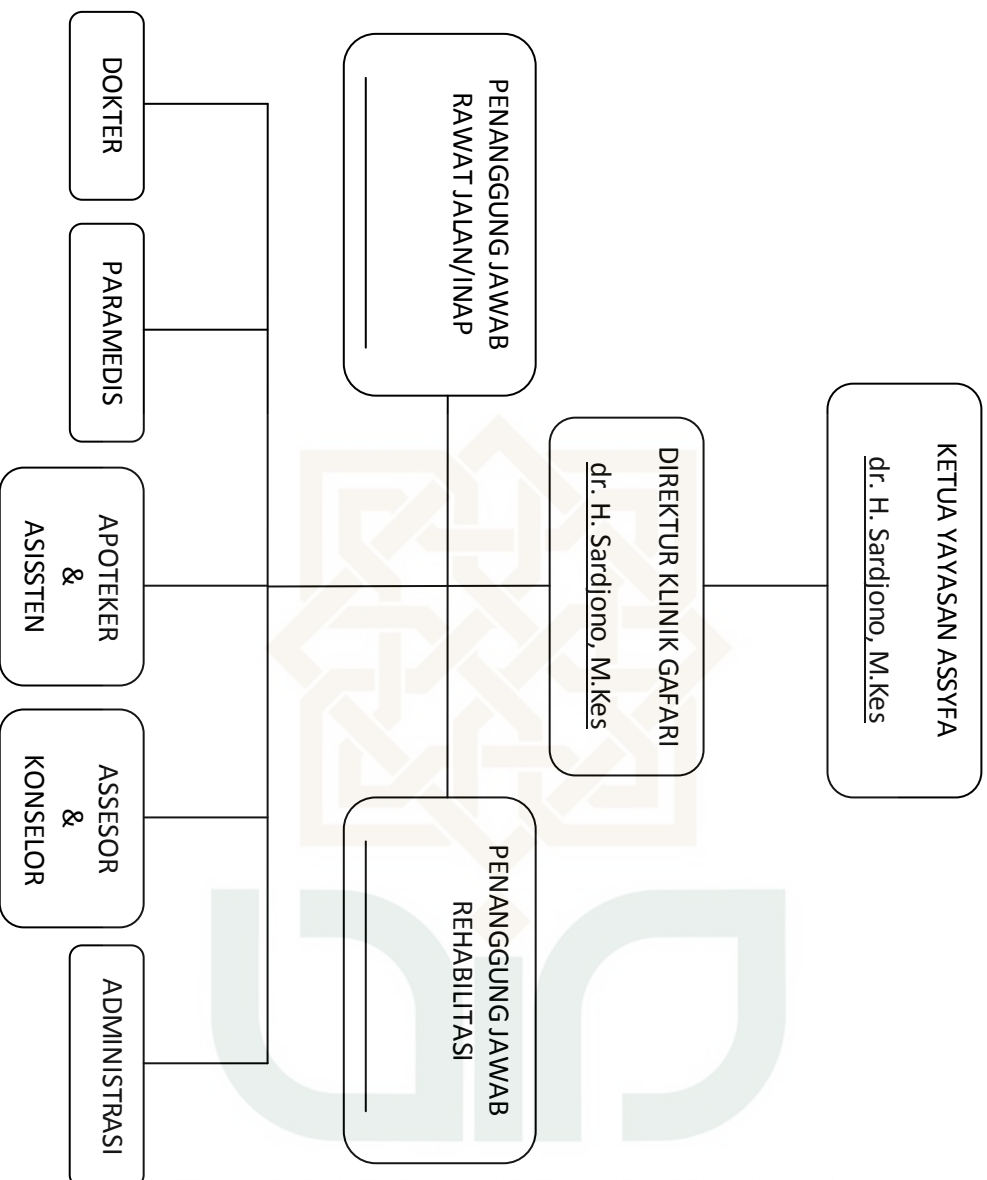 KETUA YAYASAN ASSYFA
dr. H. Sardjono, M.Kes
DIREKTUR KLINIK GAFARI
dr. H. Sardjono, M.Kes
PENANGGUNG JAWAB
RAWAT JALAN/INAP
PENANGGUNG JAWAB
REHABILITASI
DOKTER
PARAMEDIS
APOTEKER
&
ASISSTEN
ASSESOR
&
KONSELOR
ADMINISTRASI